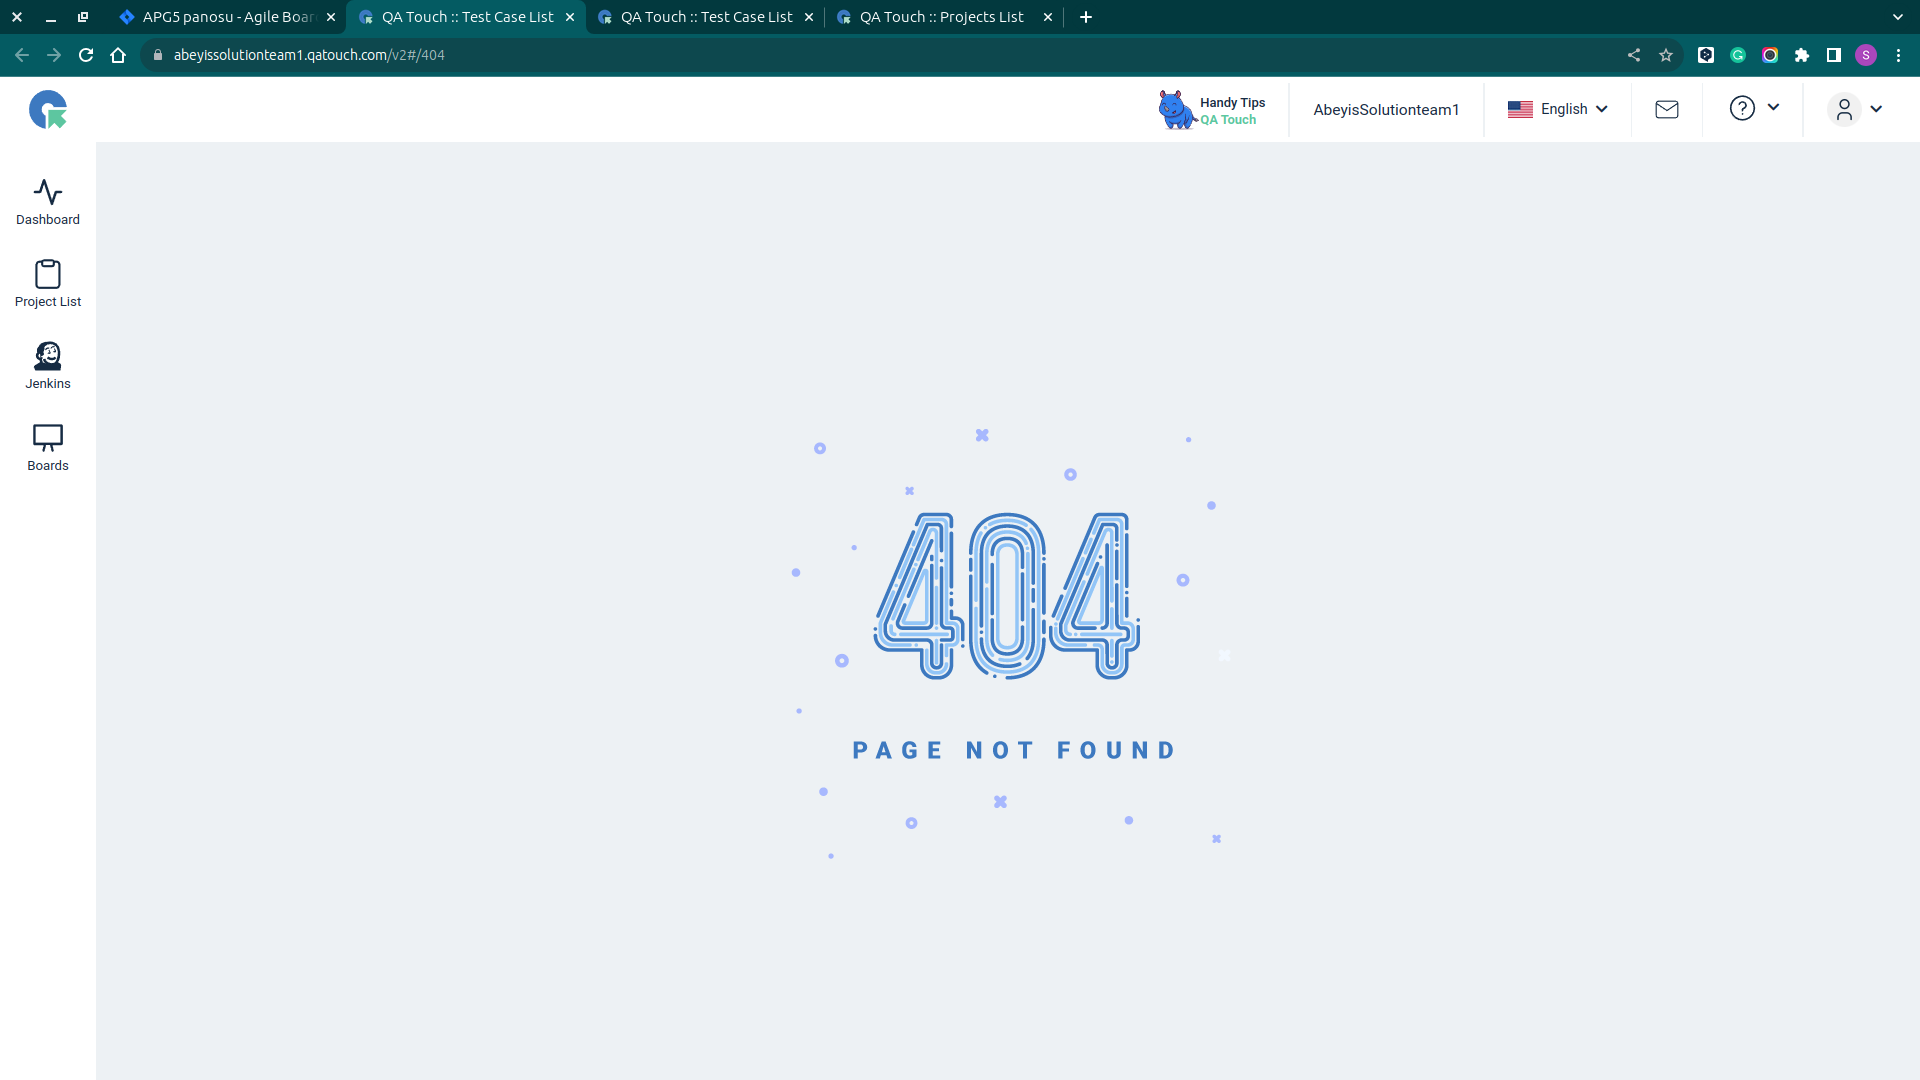 APG5 panosu - Agile Boar
QA Touch :: Test Case List
QA Touch :: Test Case List
QA Touch :: Projects List
abeyissolutionteam1.qatouch.com/v2#/404
S
Handy Tips
QA Touch
AbeyisSolutionteam1
English
Dashboard
Project List
Jenkins
Boards
404
PAGE NOT FOUND